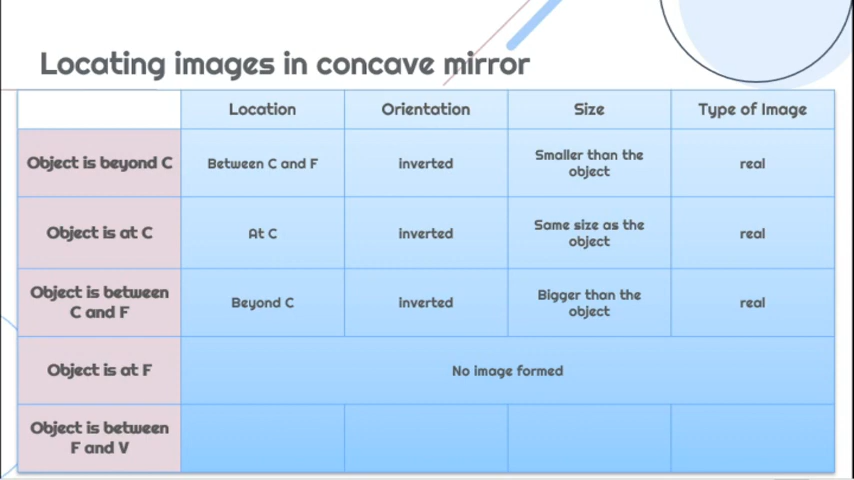 Locating images in concave mirror
Location Orientation Size Type of Image
Object is beyond C Between C and F inverted Smaller than the object real
Object is at C At C inverted Same size as the object real
Object is between C and F Beyond C inverted Bigger than the object real
Object is at F No image formed
Object is between F and V